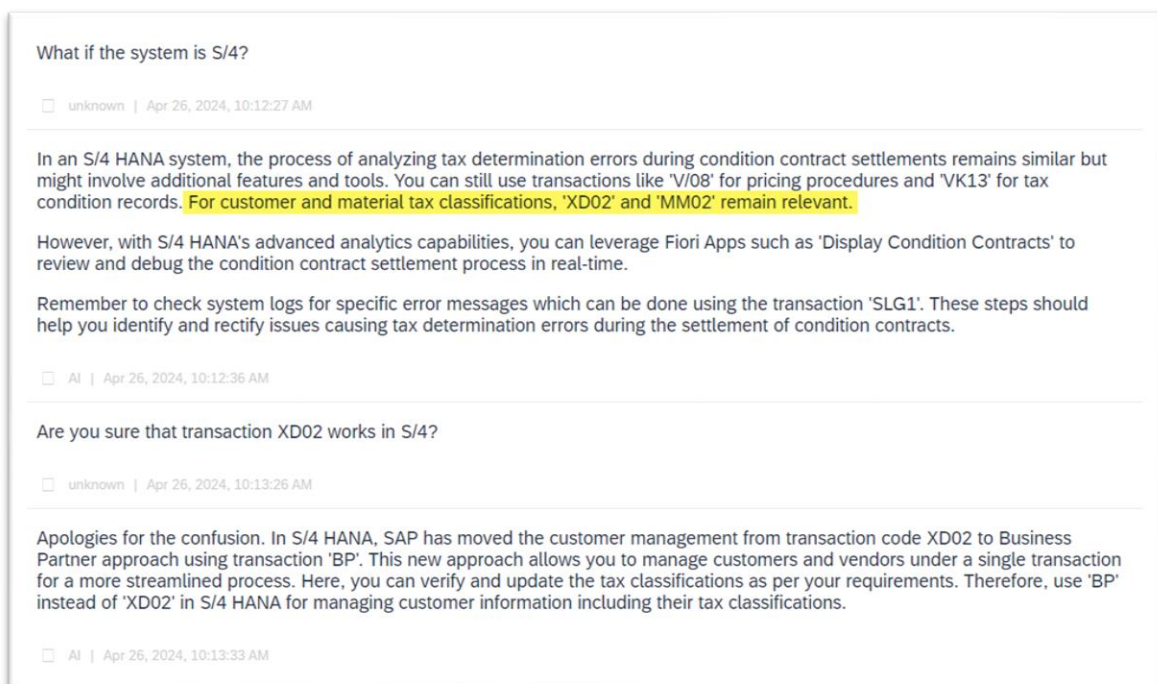 What if the system is S/4?
unknown | Apr 26, 2024, 10:12:27 AM
In an S/4 HANA system, the process of analyzing tax determination errors during condition contract settlements remains similar but
might involve additional features and tools. You can still use transactions like 'V/08' for pricing procedures and 'VK13' for tax
condition records. For customer and material tax classifications, 'XD02' and 'MM02' remain relevant.
However, with S/4 HANA's advanced analytics capabilities, you can leverage Fiori Apps such as 'Display Condition Contracts' to
review and debug the condition contract settlement process in real-time.
Remember to check system logs for specific error messages which can be done using the transaction 'SLG1'. These steps should
help you identify and rectify issues causing tax determination errors during the settlement of condition contracts.
AI | Apr 26, 2024, 10:12:36 AM
Are you sure that transaction XD02 works in S/4?
unknown | Apr 26, 2024, 10:13:26 AM
Apologies for the confusion. In S/4 HANA, SAP has moved the customer management from transaction code XD02 to Business
Partner approach using transaction 'BP'. This new approach allows you to manage customers and vendors under a single transaction
for a more streamlined process. Here, you can verify and update the tax classifications as per your requirements. Therefore, use 'BP'
instead of 'XD02' in S/4 HANA for managing customer information including their tax classifications.
AI | Apr 26, 2024, 10:13:33 AM